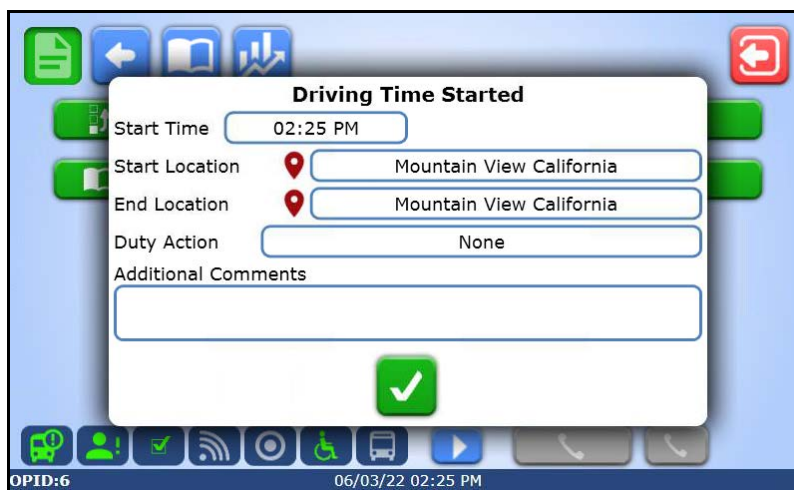 Driving Time Started
Start Time 02:25 PM
Start Location Mountain View California
End Location Mountain View California
Duty Action None
Additional Comments
OPID:6 06/03/22 02:25 PM